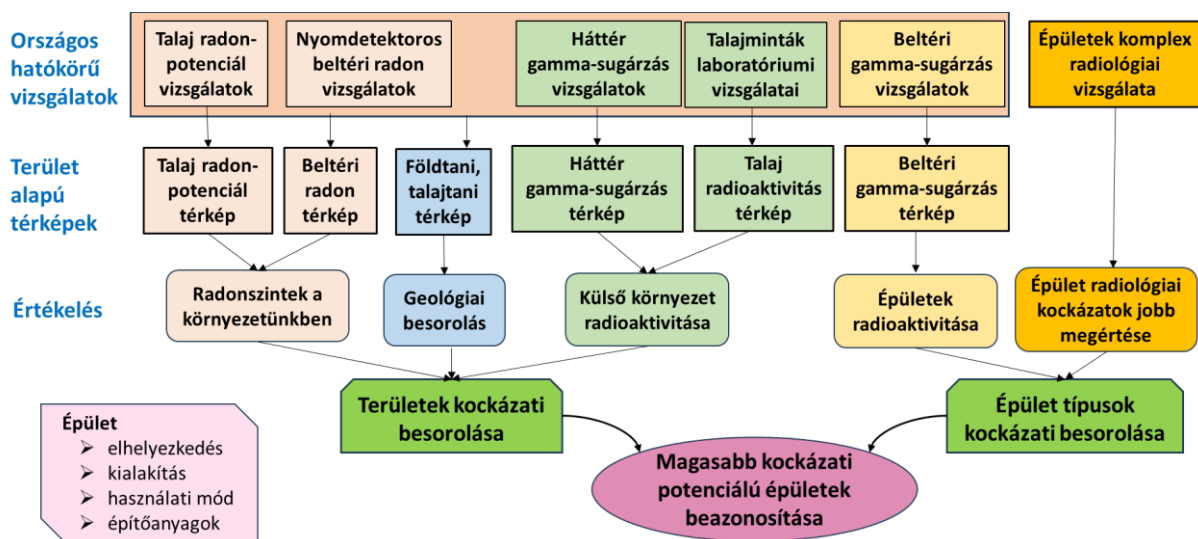 Országos
hatókörű
vizsgálatok
Talaj radon-
potenciál
vizsgálatok
Nyomdetektoros
beltéri radon
vizsgálatok
Háttér
gamma-sugárzás
vizsgálatok
Talajminták
laboratóriumi
vizsgálatai
Beltéri
gamma-sugárzás
vizsgálatok
Épületek komplex
radiológiai
vizsgálata
Terület
alapú
térképek
Talaj radon-
potenciál
térkép
Beltéri
radon
térkép
Földtani,
talajtani
térkép
Háttér
gamma-sugárzás
térkép
Talaj
radioaktivitás
térkép
Beltéri
gamma-sugárzás
térkép
Értékelés
Radonszintek a
környezetünkben
Geológiai
besorolás
Külső környezet
radioaktivitása
Épületek
radioaktivitása
Épület radiológiai
kockázatok jobb
megértése
Területek kockázati
besorolása
Épület típusok
kockázati besorolása
Épület
➢ elhelyezkedés
➢ kialakítás
➢ használati mód
➢ építőanyagok
Magasabb kockázati
potenciálú épületek
beazonosítása